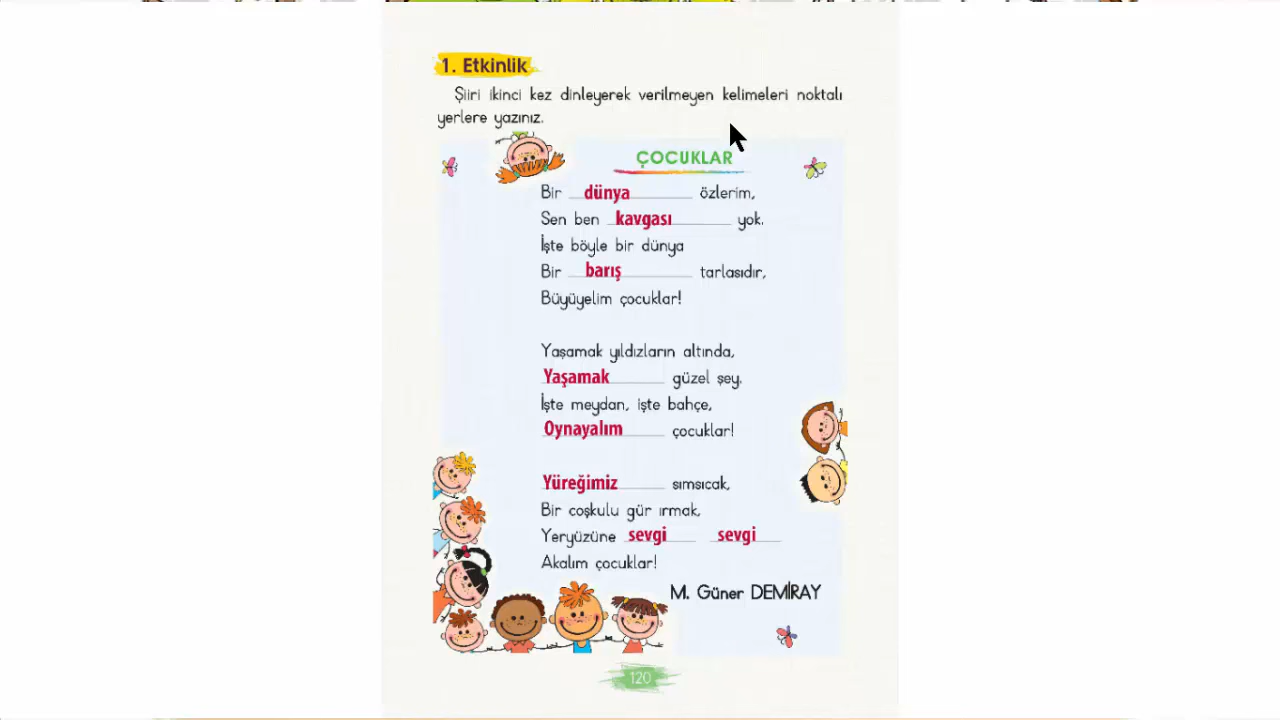 1. Etkinlik
Şiiri ikinci kez dinleyerek verilmeyen kelimeleri noktalı
yerlere yazınız.
ÇOCUKLAR
Bir dünya özlerim,
Sen ben kavgası yok.
İşte böyle bir dünya
Bir barış tarlasıdır,
Büyüyelim çocuklar!
Yaşamak yıldızların altında,
Yaşamak güzel şey.
İşte meydan, işte bahçe,
Oynayalım çocuklar!
Yüreğimiz sımsıcak,
Bir coşkulu gür ırmak,
Yeryüzüne sevgi sevgi
Akalım çocuklar!
M. Güner DEMİRAY
120